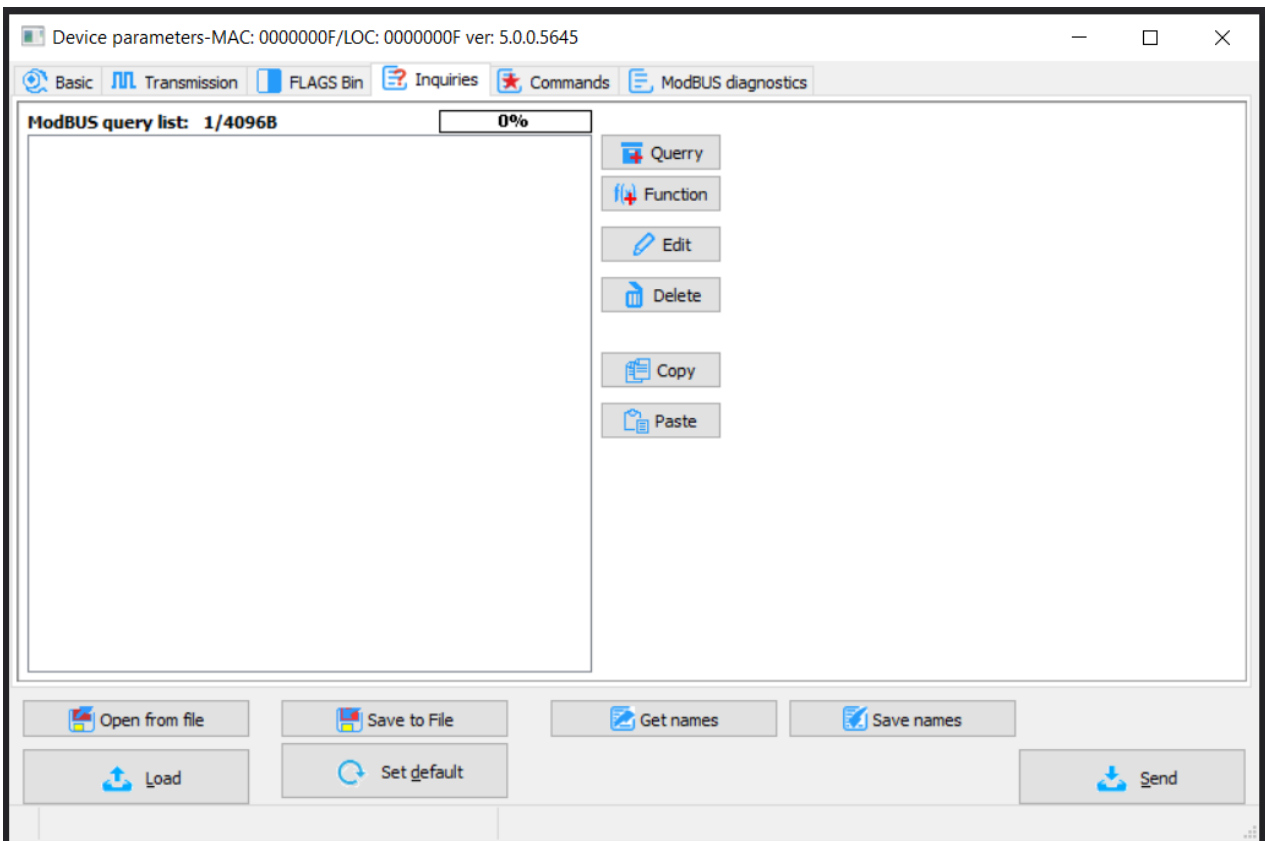 Device parameters-MAC: 0000000F/LOC: 0000000F ver: 5.0.0.5645
Basic Transmission FLAGS Bin Inquiries Commands ModBUS diagnostics
ModBUS query list: 1/4096B 0%
Querry
f(x) Function
Edit
Delete
Copy
Paste
Open from file Save to File Get names Save names
Load Set default Send